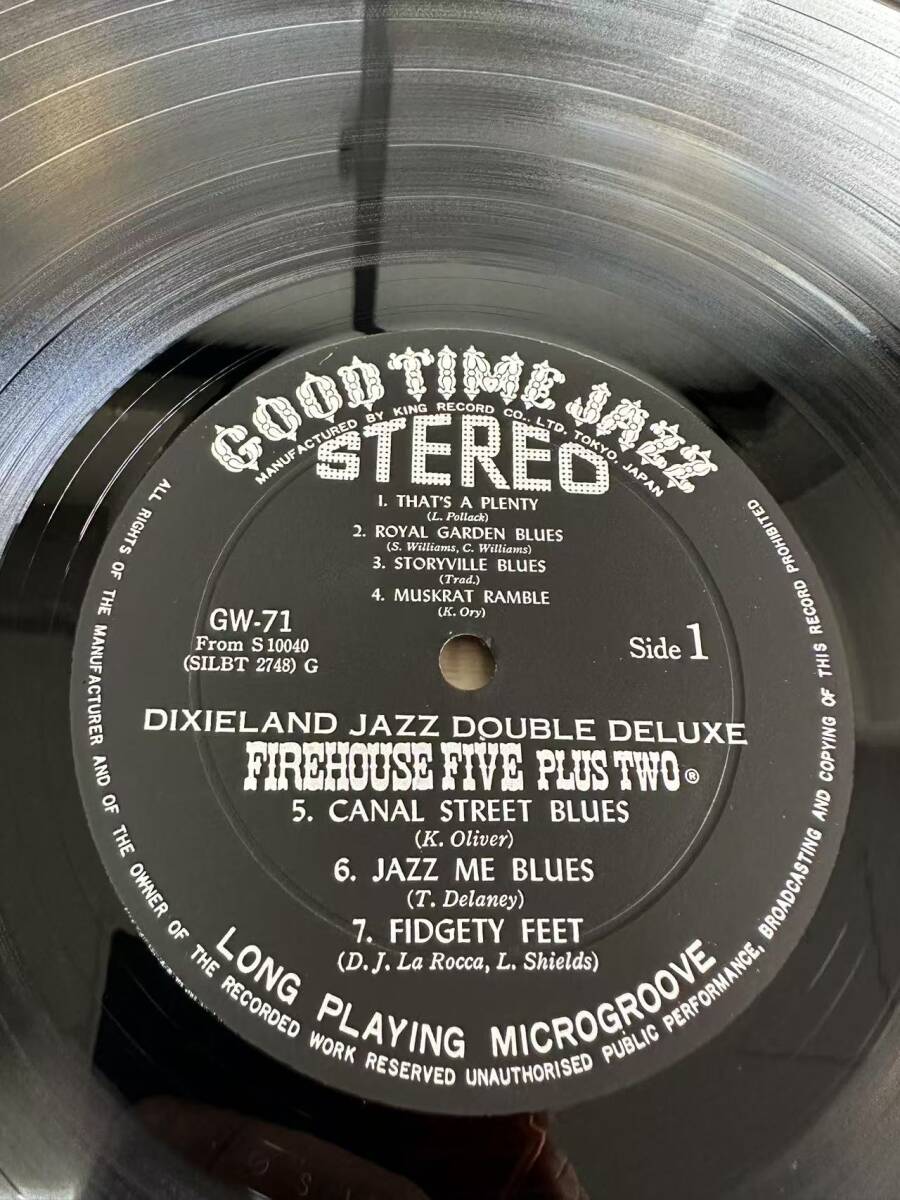 GOOD TIME JAZZ
MANUFACTURED BY KING RECORD CO., LTD. TOKYO, JAPAN
STEREO
1. THAT'S A PLENTY
(L. Pollack)
2. ROYAL GARDEN BLUES
(S. Williams, C. Williams)
3. STORYVILLE BLUES
(Trad.)
4. MUSKRAT RAMBLE
(K. Ory)
GW-71
From S 10040
(SILBT 2748) G
Side 1
DIXIELAND JAZZ DOUBLE DELUXE
FIREHOUSE FIVE PLUS TWO®
5. CANAL STREET BLUES
(K. Oliver)
6. JAZZ ME BLUES
(T. Delaney)
7. FIDGETY FEET
(D. J. La Rocca, L. Shields)
LONG PLAYING MICROGROOVE
ALL RIGHTS OF THE MANUFACTURER AND OF THE OWNER OF THE RECORDED WORK RESERVED UNAUTHORISED PUBLIC PERFORMANCE, BROADCASTING AND COPYING OF THIS RECORD PROHIBITED